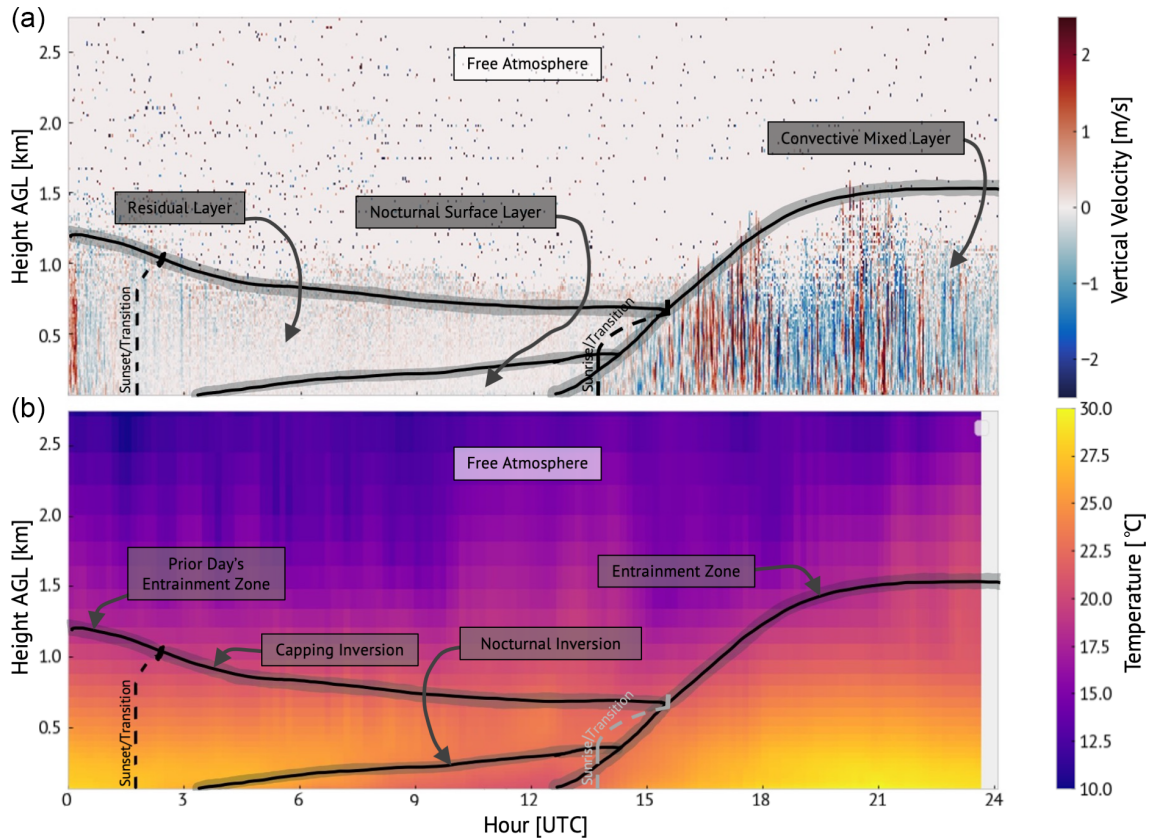 (a)
2.5
2.0
1.5
1.0
0.5
Height AGL [km]
Free Atmosphere
Convective Mixed Layer
Residual Layer
Nocturnal Surface Layer
Sunset/Transition
Sunrise/Transition
2
1
0
−1
−2
Vertical Velocity [m/s]
(b)
2.5
2.0
1.5
1.0
0.5
Height AGL [km]
Free Atmosphere
Prior Day's
Entrainment Zone
Entrainment Zone
Capping Inversion
Nocturnal Inversion
Sunset/Transition
Sunrise/Transition
0
3
6
9
12
15
18
21
24
Hour [UTC]
30.0
27.5
25.0
22.5
20.0
17.5
15.0
12.5
10.0
Temperature [°C]